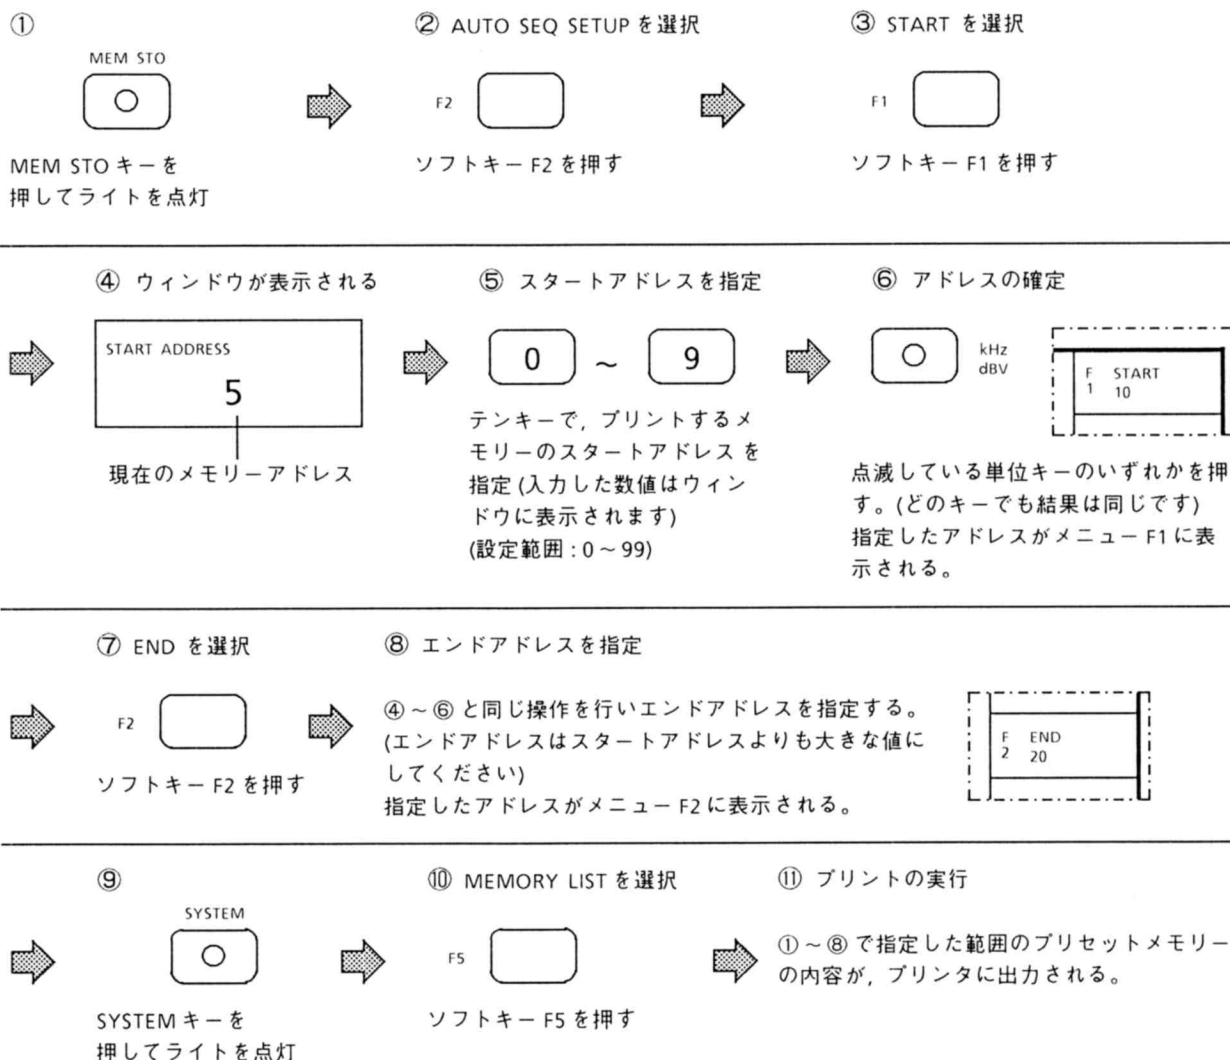 ①
MEM STO
MEM STO キーを
押してライトを点灯
② AUTO SEQ SETUP を選択
F2
ソフトキー F2 を押す
③ START を選択
F1
ソフトキー F1 を押す
④ ウィンドウが表示される
START ADDRESS
5
現在のメモリーアドレス
⑤ スタートアドレスを指定
0 ～ 9
テンキーで, プリントするメ
モリーのスタートアドレス を
指定 (入力した数値はウィン
ドウに表示されます)
(設定範囲 : 0 ～ 99)
⑥ アドレスの確定
kHz
dBV
F START
1 10
点滅している単位キーのいずれかを押
す。(どのキーでも結果は同じです)
指定したアドレスがメニュー F1 に表
示される。
⑦ END を選択
F2
ソフトキー F2 を押す
⑧ エンドアドレスを指定
④ ～ ⑥ と同じ操作を行いエンドアドレスを指定する。
(エンドアドレスはスタートアドレスよりも大きな値に
してください)
指定したアドレスがメニュー F2 に表示される。
F END
2 20
⑨
SYSTEM
SYSTEM キーを
押してライトを点灯
⑩ MEMORY LIST を選択
F5
ソフトキー F5 を押す
⑪ プリントの実行
① ～ ⑧ で指定した範囲のプリセットメモリー
の内容が, プリンタに出力される。